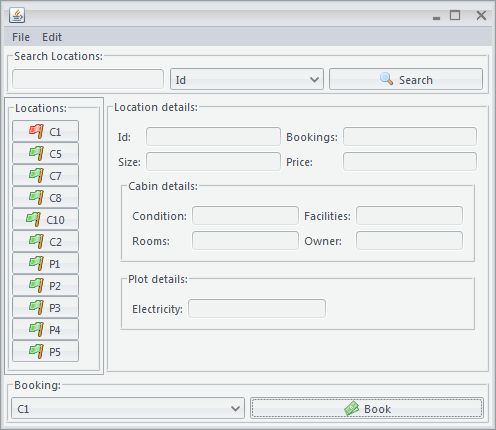 File Edit
Search Locations:
Id Search
Locations:
C1
C5
C7
C8
C10
C2
P1
P2
P3
P4
P5
Location details:
Id: Bookings:
Size: Price:
Cabin details:
Condition: Facilities:
Rooms: Owner:
Plot details:
Electricity:
Booking:
C1 Book